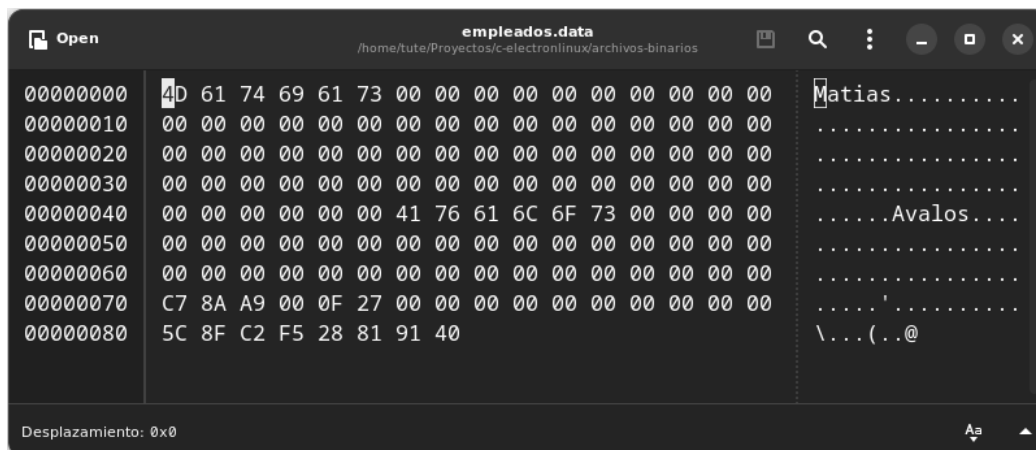 Open
empleados.data
/home/tute/Proyectos/c-electronlinux/archivos-binarios
00000000 4D 61 74 69 61 73 00 00 00 00 00 00 00 00 00 00 Matias..........
00000010 00 00 00 00 00 00 00 00 00 00 00 00 00 00 00 00 ................
00000020 00 00 00 00 00 00 00 00 00 00 00 00 00 00 00 00 ................
00000030 00 00 00 00 00 00 00 00 00 00 00 00 00 00 00 00 ................
00000040 00 00 00 00 00 00 41 76 61 6C 6F 73 00 00 00 00 ......Avalos....
00000050 00 00 00 00 00 00 00 00 00 00 00 00 00 00 00 00 ................
00000060 00 00 00 00 00 00 00 00 00 00 00 00 00 00 00 00 ................
00000070 C7 8A A9 00 0F 27 00 00 00 00 00 00 00 00 00 00 .....'..........
00000080 5C 8F C2 F5 28 81 91 40 \...(..@
Desplazamiento: 0x0
Aa